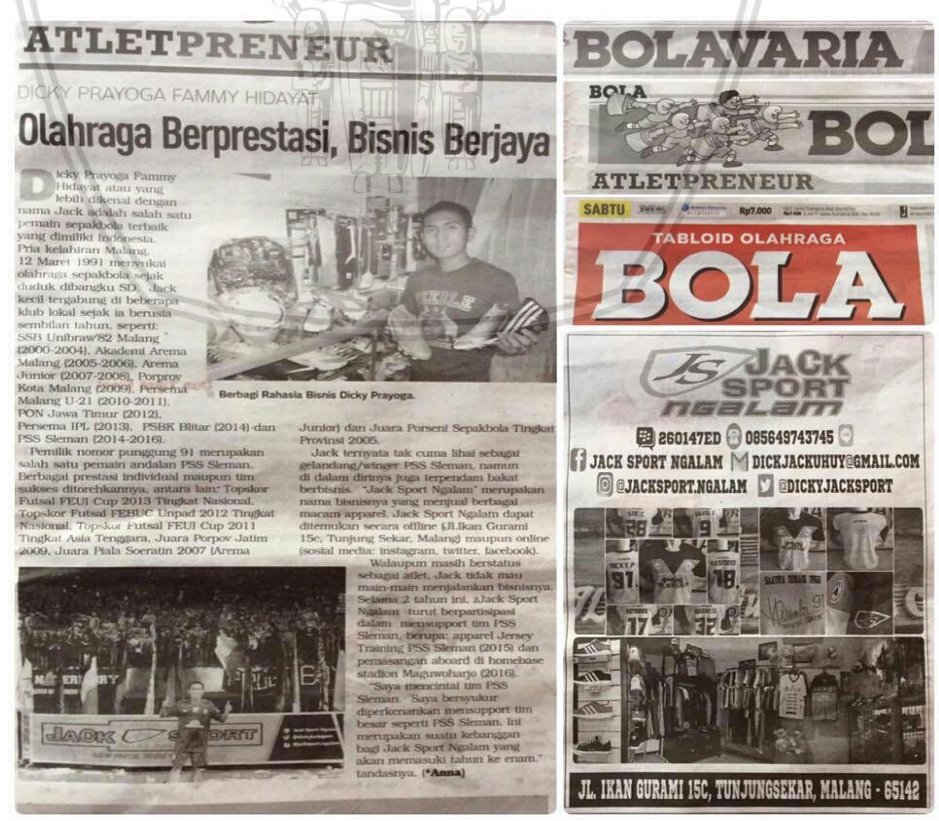 ATLETPRENEUR
DICKY PRAYOGA FAMMY HIDAYAT
Olahraga Berprestasi, Bisnis Berjaya
Dicky Prayoga Fammy
Hidayat atau yang
lebih dikenal dengan
nama Jack adalah salah satu
pemain sepakbola terbaik
yang dimiliki Indonesia.
Pria kelahiran Malang,
12 Maret 1991 menyukai
olahraga sepakbola sejak
duduk dibangku SD. Jack
kecil tergabung di beberapa
klub lokal sejak ia berusia
sembilan tahun, seperti:
SSB Unibraw'82 Malang
(2000-2004), Akademi Arema
Malang (2005-2006), Arema
Junior (2007-2008), Porprov
Kota Malang (2009), Persema
Malang U-21 (2010-2011),
PON Jawa Timur (2012),
Persema IPL (2013), PSBK Blitar (2014) dan
PSS Sleman (2014-2016).
Pemilik nomor punggung 91 merupakan
salah satu pemain andalan PSS Sleman.
Berbagai prestasi individual maupun tim
sukses ditorehkannya, antara lain: Topskor
Futsal FEUI Cup 2013 Tingkat Nasional,
Topskor Futsal FEBUC Unpad 2012 Tingkat
Nasional, Topskor Futsal FEUI Cup 2011
Tingkat Asia Tenggara, Juara Porpov Jatim
2009, Juara Piala Soeratin 2007 (Arema
Berbagi Rahasia Bisnis Dicky Prayoga.
Junior) dan Juara Porseni Sepakbola Tingkat
Provinsi 2005.
Jack ternyata tak cuma lihai sebagai
gelandang/winger PSS Sleman, namun
di dalam dirinya juga terpendam bakat
berbisnis. "Jack Sport Ngalam" merupakan
nama bisnisnya yang menjual berbagai
macam apparel. Jack Sport Ngalam dapat
ditemukan secara offline (Jl.Ikan Gurami
15c, Tunjung Sekar, Malang) maupun online
(sosial media: instagram, twitter, facebook).
Walaupun masih berstatus
sebagai atlet, Jack tidak mau
main-main menjalankan bisnisnya.
Selama 2 tahun ini, zJack Sport
Ngalam turut berpartisipasi
dalam mensupport tim PSS
Sleman, berupa: apparel Jersey
Training PSS Sleman (2015) dan
pemasangan aboard di homebase
stadion Maguwoharjo (2016).
"Saya mencintai tim PSS
Sleman. Saya bersyukur
diperkenankan mensupport tim
besar seperti PSS Sleman. Ini
merupakan suatu kebanggan
bagi Jack Sport Ngalam yang
akan memasuki tahun ke enam,"
tandasnya. (*Anna)
JACK SPORT
BOLAVARIA
BOLA
BOL
ATLETPRENEUR
SABTU
Rp7.000
TABLOID OLAHRAGA
BOLA
JS JACK
SPORT
ngalam
260147ED 085649743745
JACK SPORT NGALAM DICKJACKUHUY@GMAIL.COM
@JACKSPORT.NGALAM @DICKYJACKSPORT
28 9
DICKY P
91 18
17 32
JL. IKAN GURAMI 15C, TUNJUNGSEKAR, MALANG - 65142